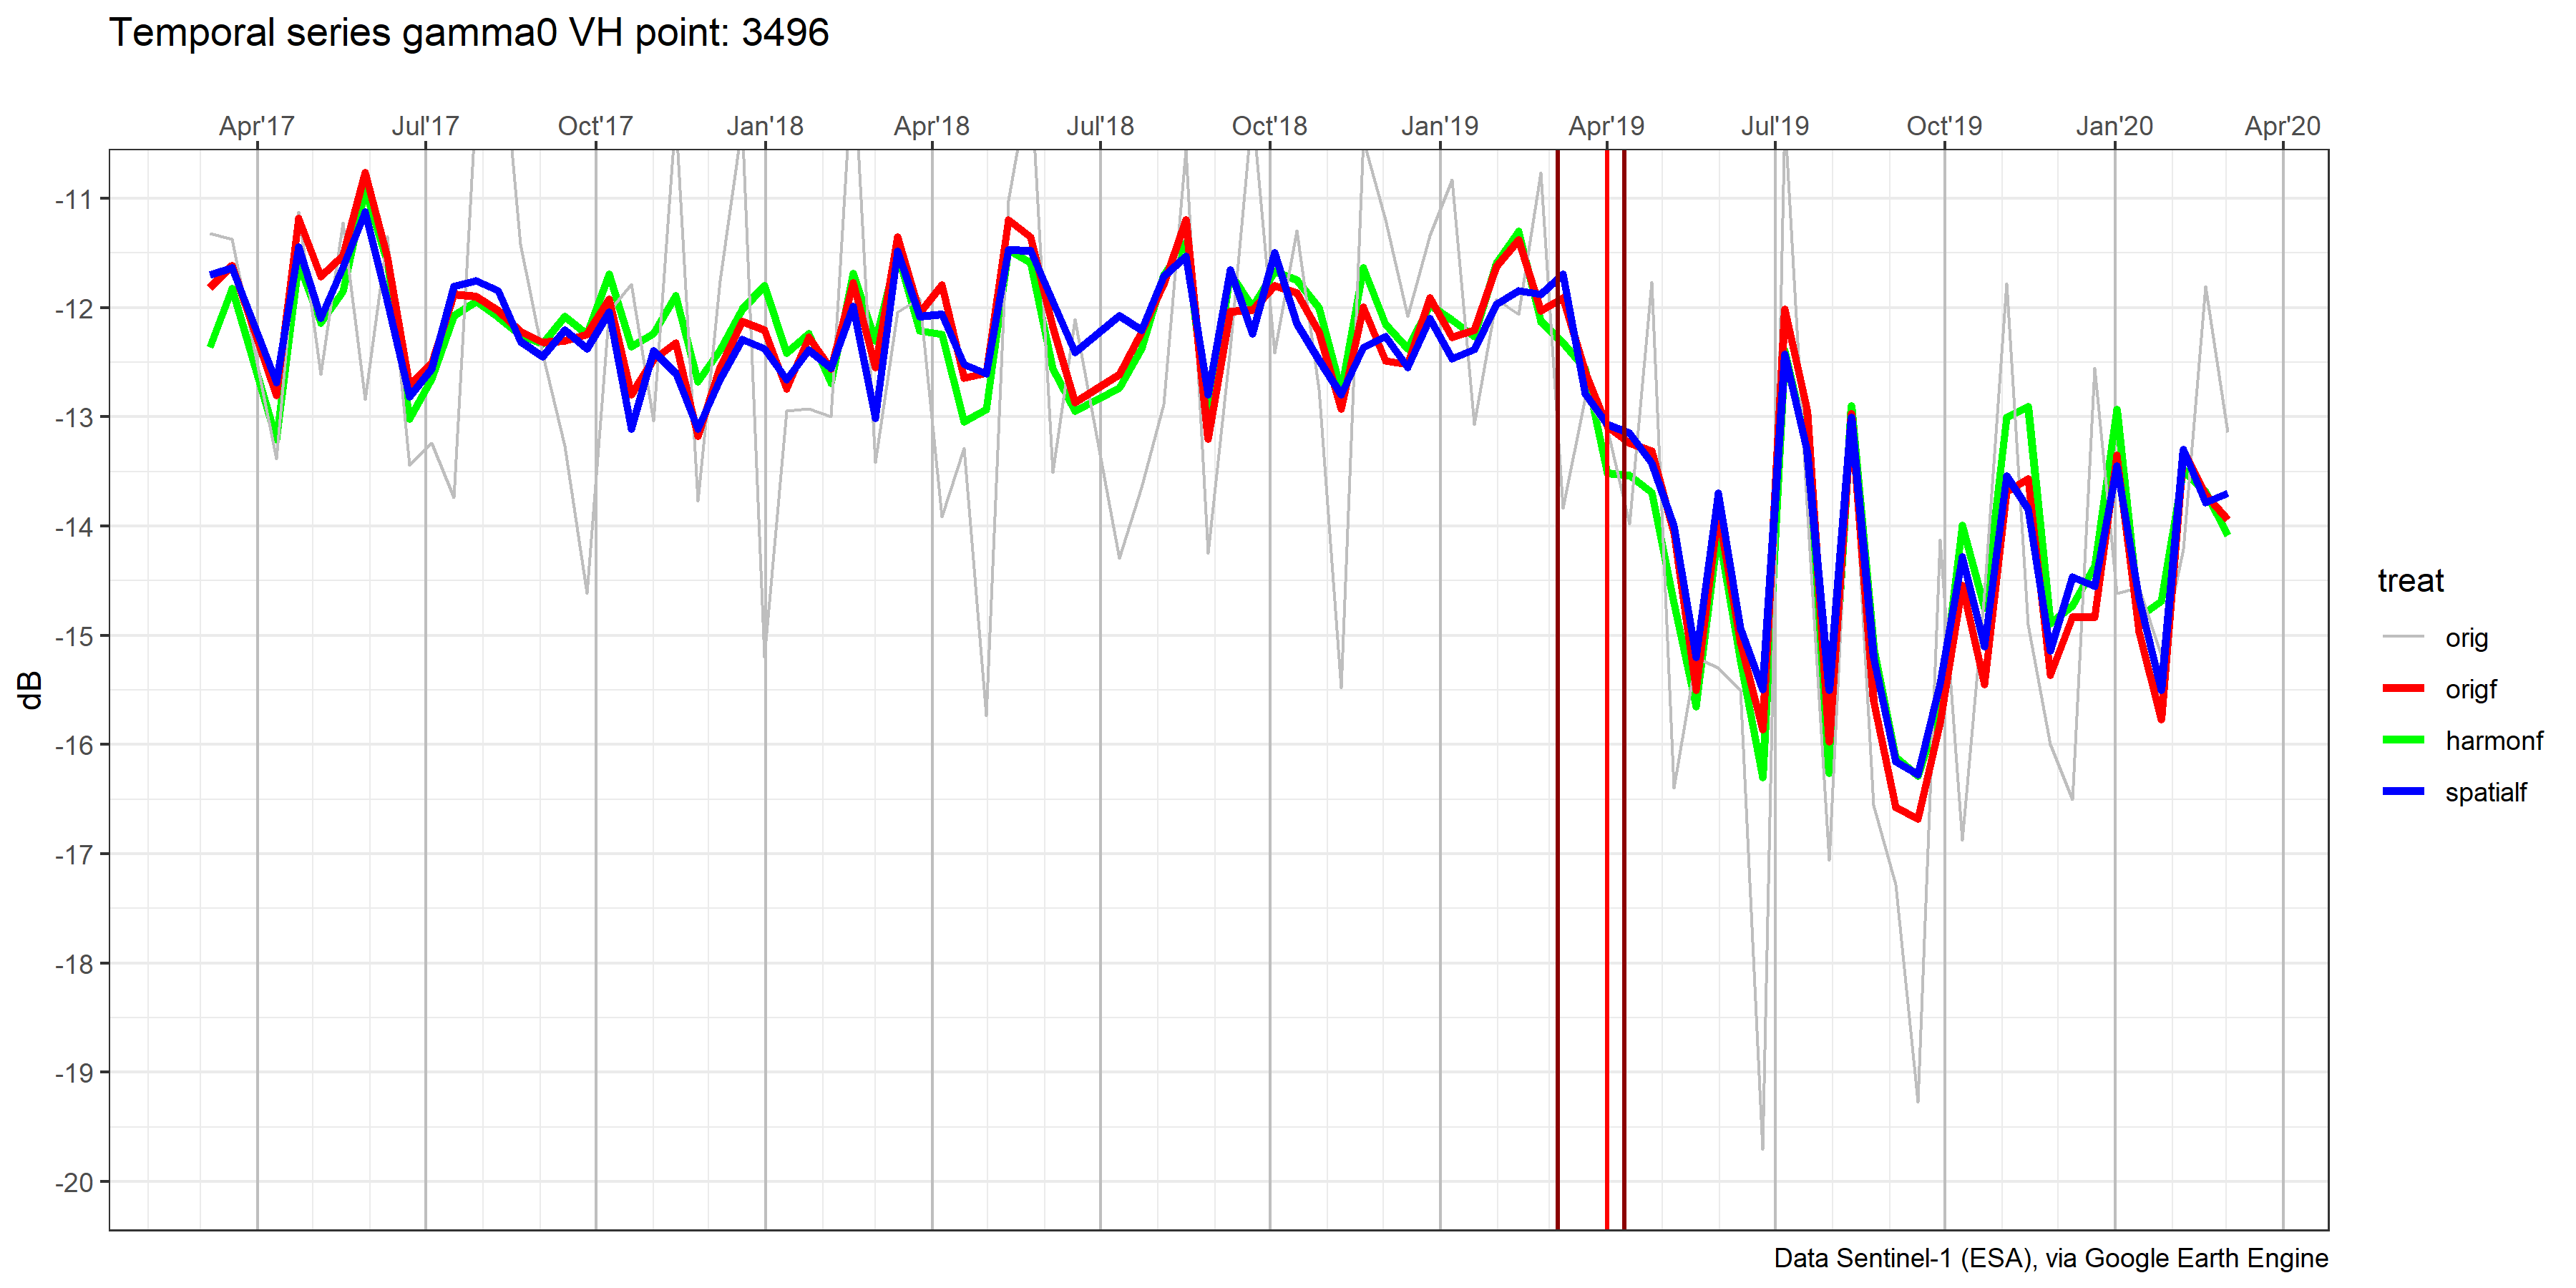 Temporal series gamma0 VH point: 3496
Apr'17 Jul'17 Oct'17 Jan'18 Apr'18 Jul'18 Oct'18 Jan'19 Apr'19 Jul'19 Oct'19 Jan'20 Apr'20
-11
-12
-13
-14
-15
-16
-17
-18
-19
-20
dB
treat
orig
origf
harmonf
spatialf
Data Sentinel-1 (ESA), via Google Earth Engine